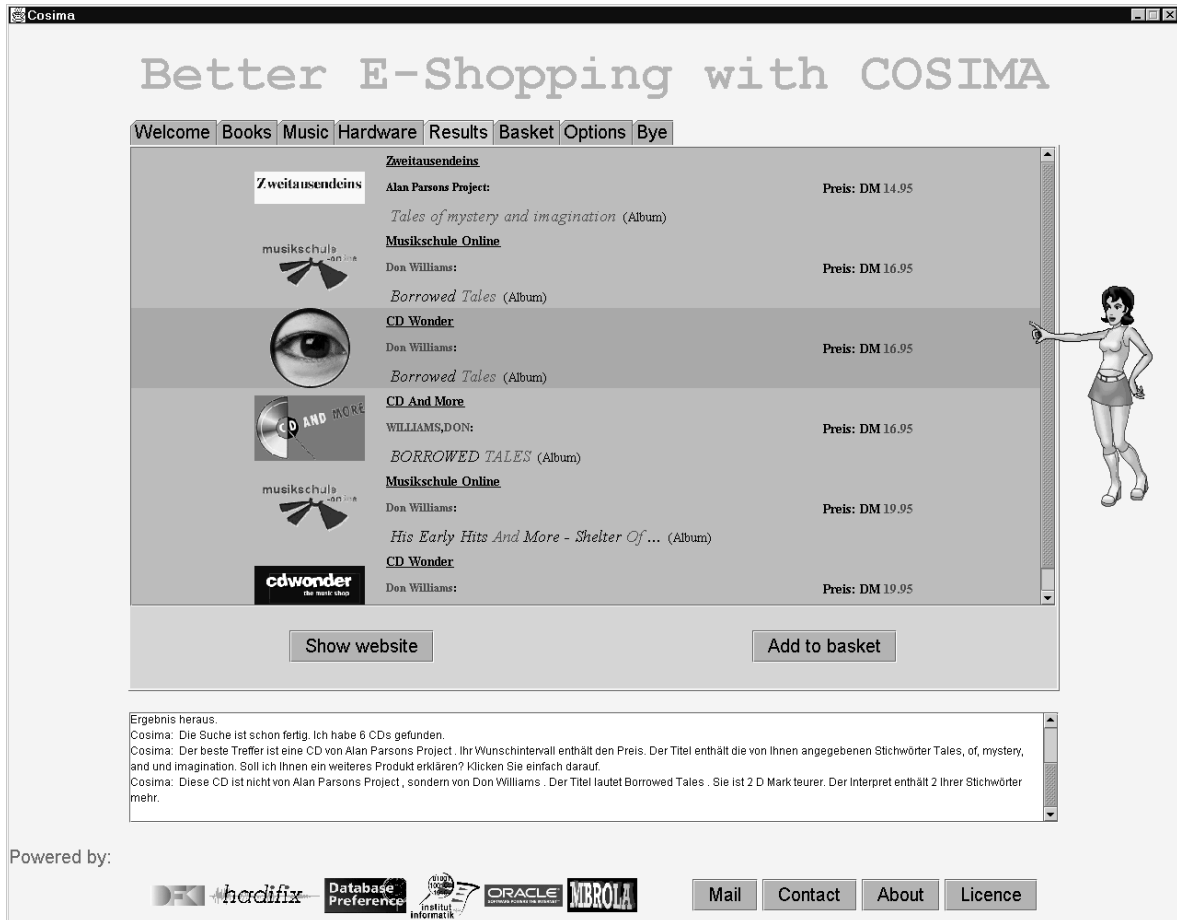 Cosima
Better E-Shopping with COSIMA
Welcome Books Music Hardware Results Basket Options Bye
Zweitausendeins
Zweitausendeins
Alan Parsons Project:
Preis: DM 14.95
Tales of mystery and imagination (Album)
musikschule
-online
Musikschule Online
Don Williams:
Preis: DM 16.95
Borrowed Tales (Album)
CD Wonder
Don Williams:
Preis: DM 16.95
Borrowed Tales (Album)
CD AND MORE
CD And More
WILLIAMS,DON:
Preis: DM 16.95
BORROWED TALES (Album)
musikschule
-online
Musikschule Online
Don Williams:
Preis: DM 19.95
His Early Hits And More - Shelter Of ... (Album)
CD Wonder
cdwonder
the music shop
Don Williams:
Preis: DM 19.95
Show website
Add to basket
Ergebnis heraus.
Cosima: Die Suche ist schon fertig. Ich habe 6 CDs gefunden.
Cosima: Der beste Treffer ist eine CD von Alan Parsons Project . Ihr Wunschintervall enthält den Preis. Der Titel enthält die von Ihnen angegebenen Stichwörter Tales, of, mystery,
and und imagination. Soll ich Ihnen ein weiteres Produkt erklären? Klicken Sie einfach darauf.
Cosima: Diese CD ist nicht von Alan Parsons Project , sondern von Don Williams . Der Titel lautet Borrowed Tales . Sie ist 2 D Mark teurer. Der Interpret enthält 2 Ihrer Stichwörter
mehr.
Powered by:
hadifix
Database
Preference
institut
informatik
ORACLE
SOFTWARE POWERS THE INTERNET
MBROLA
Mail Contact About Licence